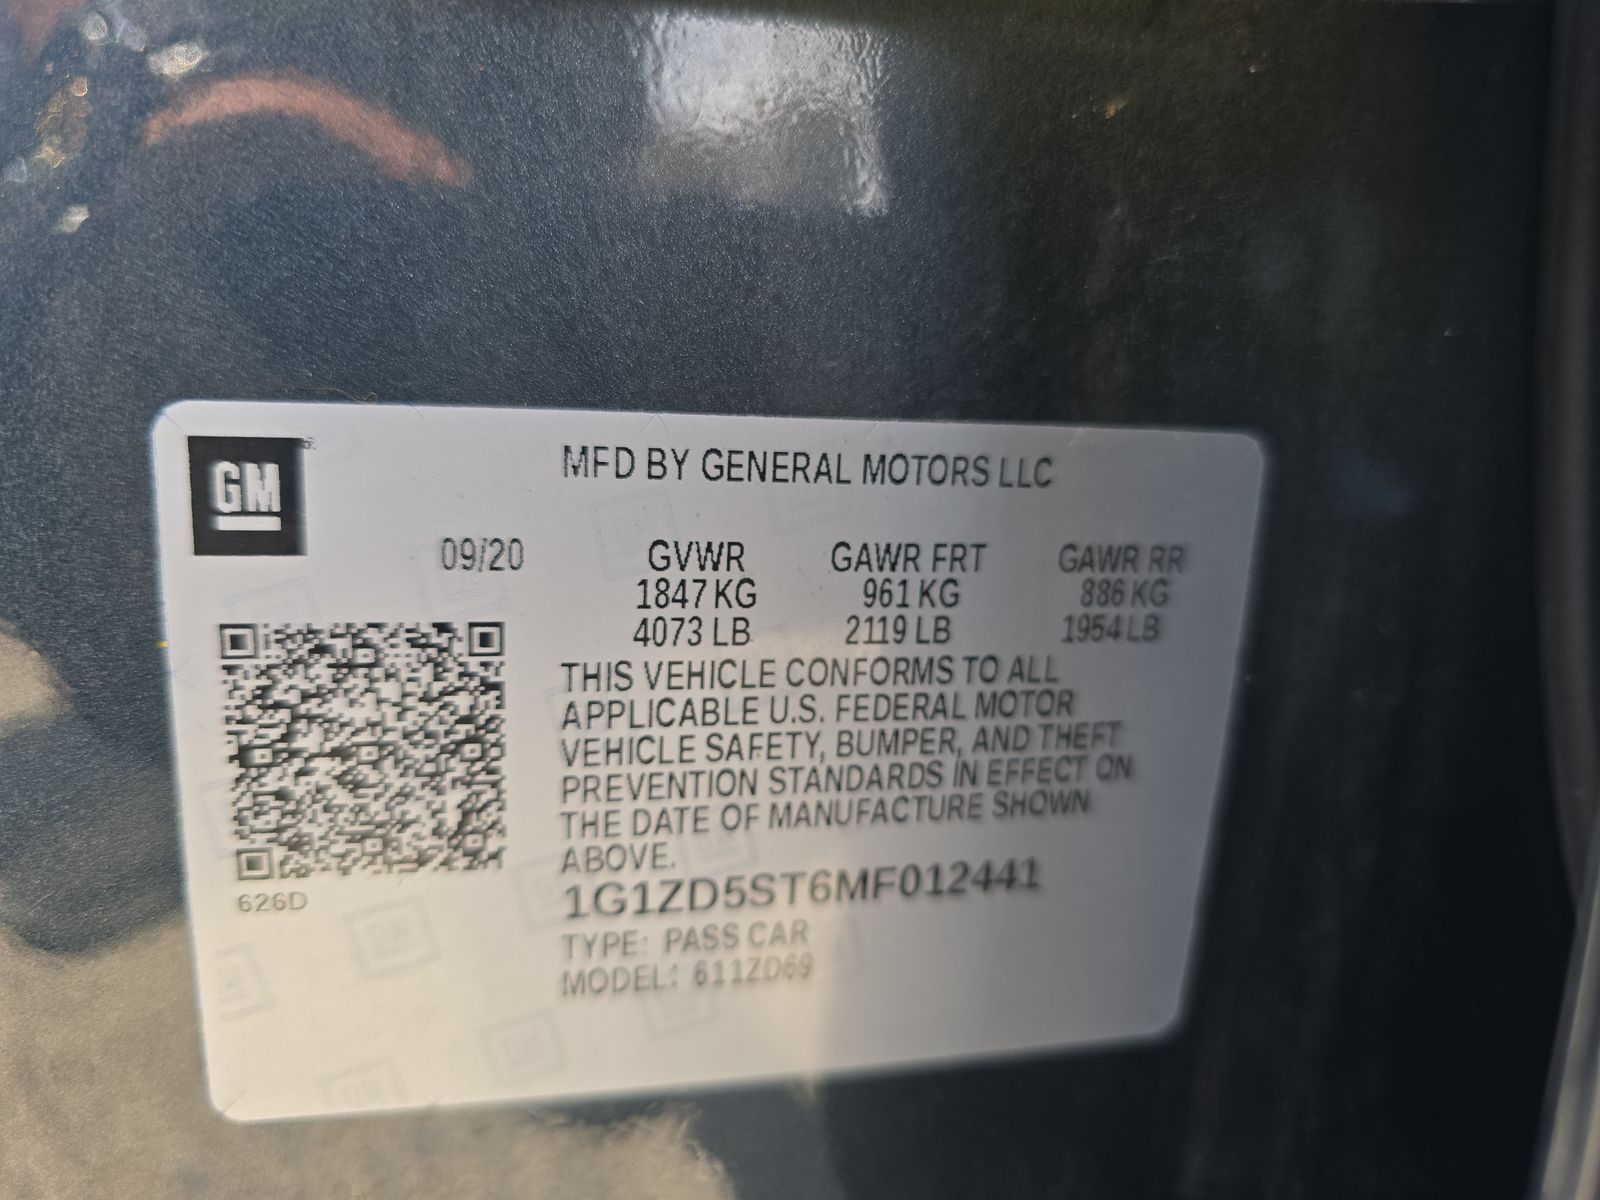 GM
MFD BY GENERAL MOTORS LLC
09/20 GVWR GAWR FRT GAWR RR
1847 KG 961 KG 886 KG
4073 LB 2119 LB 1954 LB
THIS VEHICLE CONFORMS TO ALL
APPLICABLE U.S. FEDERAL MOTOR
VEHICLE SAFETY, BUMPER, AND THEFT
PREVENTION STANDARDS IN EFFECT ON
THE DATE OF MANUFACTURE SHOWN
ABOVE.
626D
1G1ZD5ST6MF012441
TYPE: PASS CAR
MODEL: 611ZD69